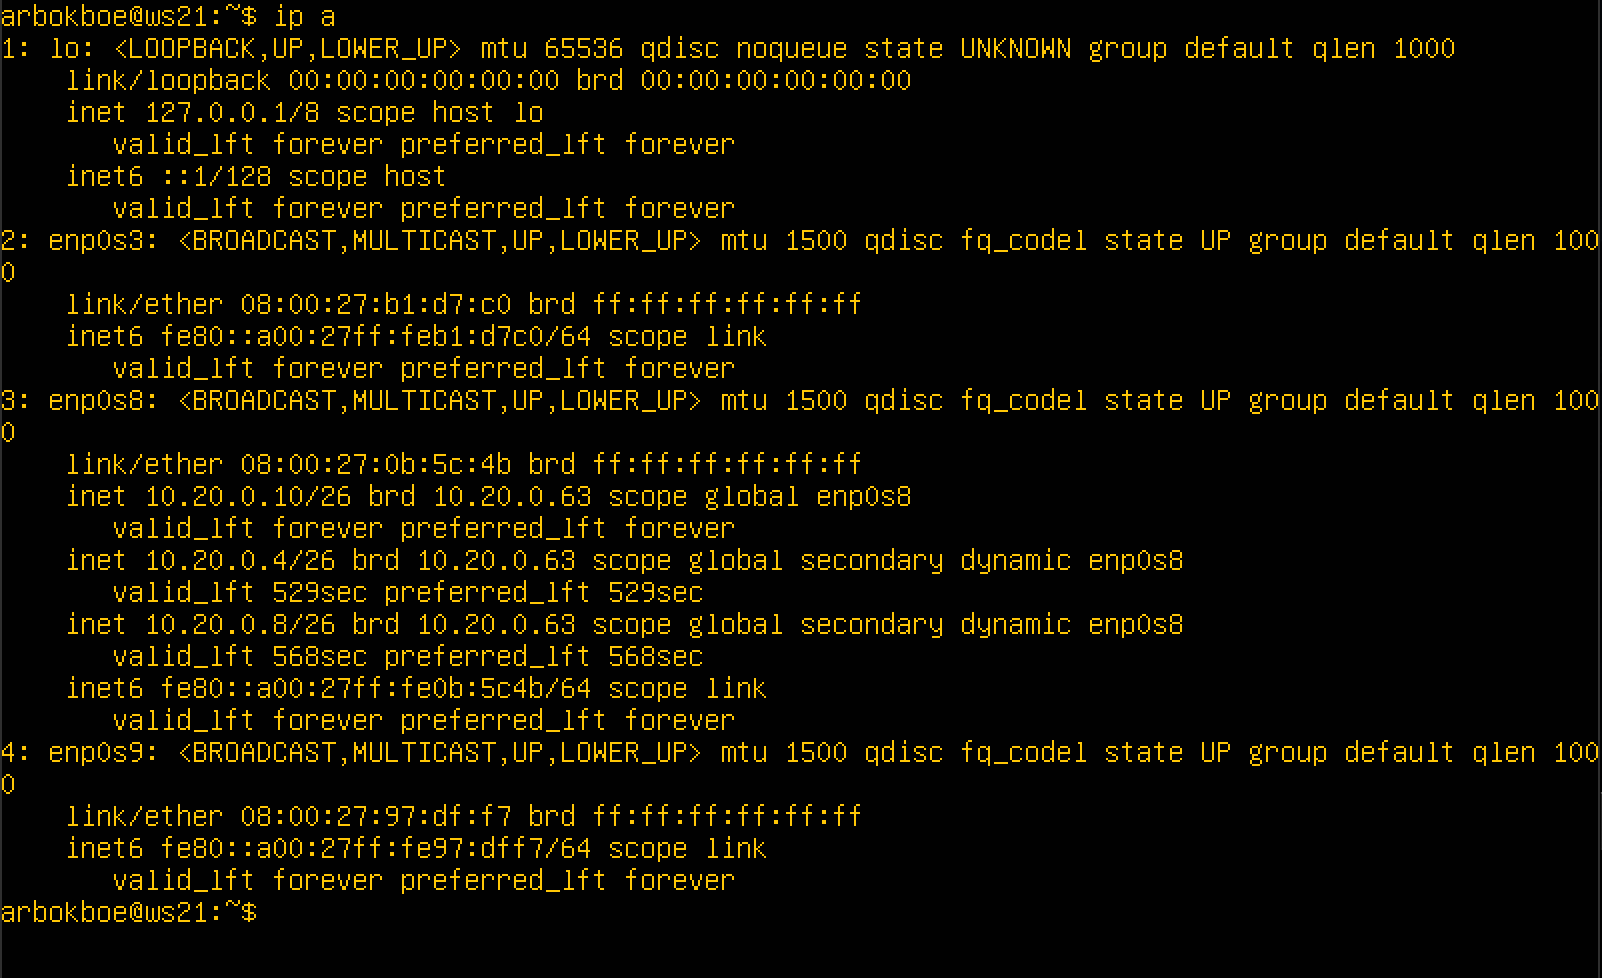 arbokboe@ws21:~$ ip a
1: lo: <LOOPBACK,UP,LOWER_UP> mtu 65536 qdisc noqueue state UNKNOWN group default qlen 1000
    link/loopback 00:00:00:00:00:00 brd 00:00:00:00:00:00
    inet 127.0.0.1/8 scope host lo
       valid_lft forever preferred_lft forever
    inet6 ::1/128 scope host
       valid_lft forever preferred_lft forever
2: enp0s3: <BROADCAST,MULTICAST,UP,LOWER_UP> mtu 1500 qdisc fq_codel state UP group default qlen 100
0
    link/ether 08:00:27:b1:d7:c0 brd ff:ff:ff:ff:ff:ff
    inet6 fe80::a00:27ff:feb1:d7c0/64 scope link
       valid_lft forever preferred_lft forever
3: enp0s8: <BROADCAST,MULTICAST,UP,LOWER_UP> mtu 1500 qdisc fq_codel state UP group default qlen 100
0
    link/ether 08:00:27:0b:5c:4b brd ff:ff:ff:ff:ff:ff
    inet 10.20.0.10/26 brd 10.20.0.63 scope global enp0s8
       valid_lft forever preferred_lft forever
    inet 10.20.0.4/26 brd 10.20.0.63 scope global secondary dynamic enp0s8
       valid_lft 529sec preferred_lft 529sec
    inet 10.20.0.8/26 brd 10.20.0.63 scope global secondary dynamic enp0s8
       valid_lft 568sec preferred_lft 568sec
    inet6 fe80::a00:27ff:fe0b:5c4b/64 scope link
       valid_lft forever preferred_lft forever
4: enp0s9: <BROADCAST,MULTICAST,UP,LOWER_UP> mtu 1500 qdisc fq_codel state UP group default qlen 100
0
    link/ether 08:00:27:97:df:f7 brd ff:ff:ff:ff:ff:ff
    inet6 fe80::a00:27ff:fe97:dff7/64 scope link
       valid_lft forever preferred_lft forever
arbokboe@ws21:~$